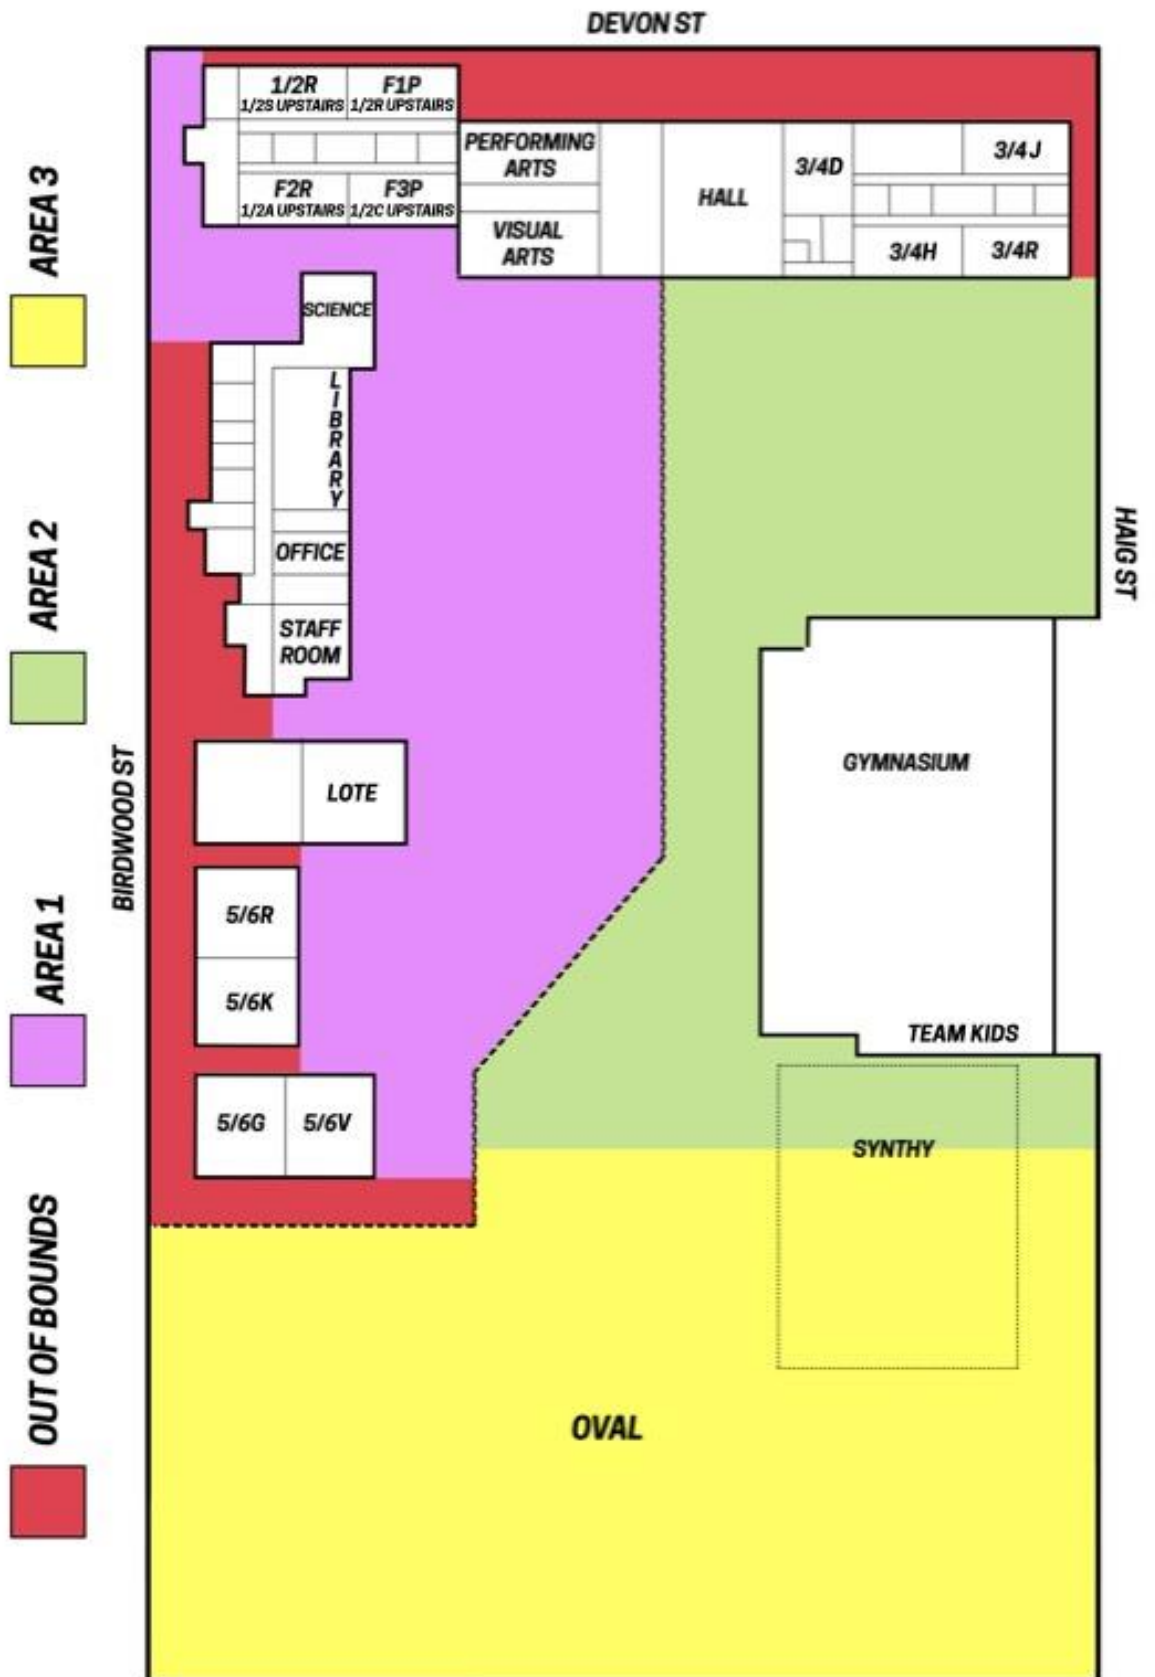 DEVON ST
1/2R
1/2S UPSTAIRS
F1P
1/2R UPSTAIRS
F2R
1/2A UPSTAIRS
F3P
1/2C UPSTAIRS
PERFORMING
ARTS
VISUAL
ARTS
HALL
3/4D
3/4J
3/4H
3/4R
AREA 3
SCIENCE
LIBRARY
OFFICE
STAFF
ROOM
AREA 2
HAIG ST
BIRDWOOD ST
LOTE
GYMNASIUM
AREA 1
5/6R
5/6K
TEAM KIDS
5/6G
5/6V
SYNTHY
OUT OF BOUNDS
OVAL